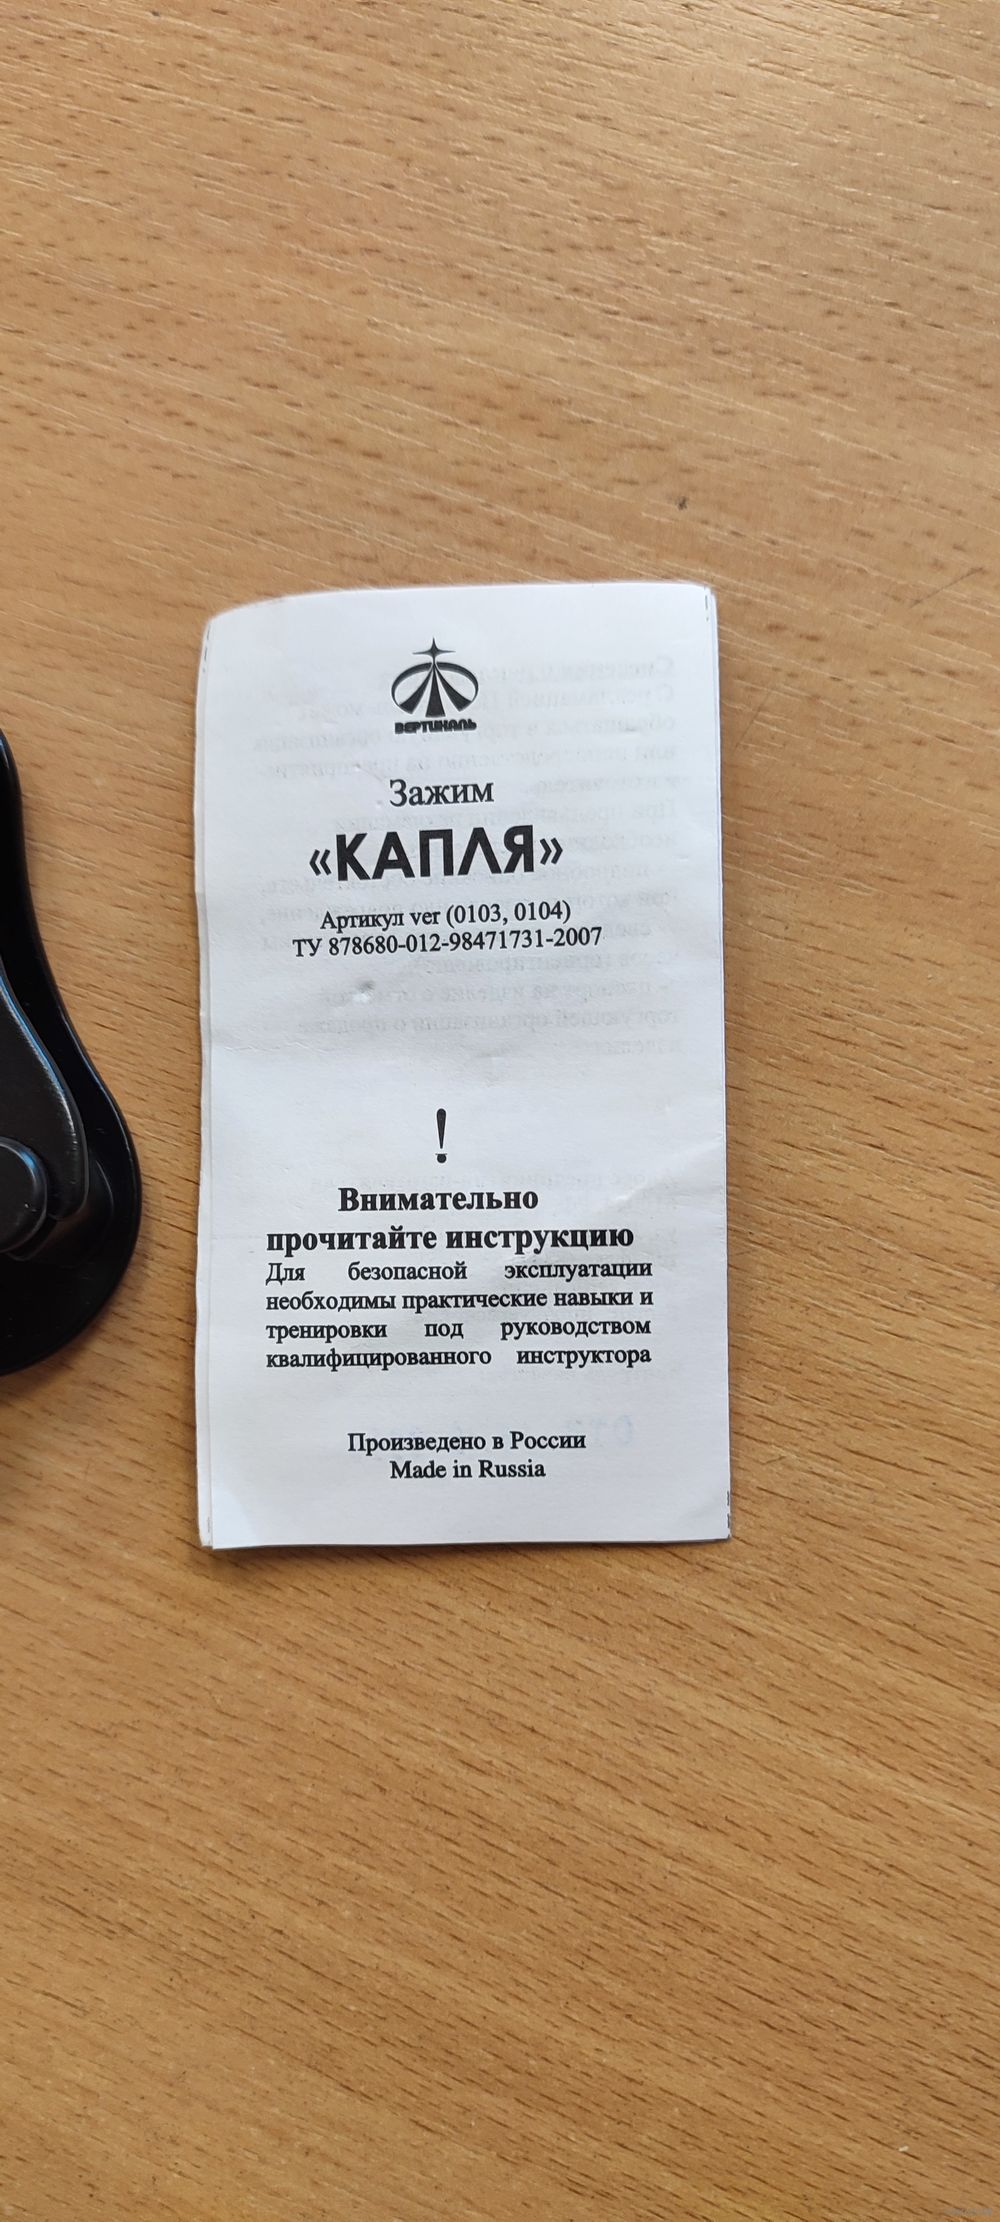 ВЕРТИКАЛЬ
Зажим
«КАПЛЯ»
Артикул ver (0103, 0104)
ТУ 878680-012-98471731-2007
!
Внимательно
прочитайте инструкцию
Для безопасной эксплуатации
необходимы практические навыки и
тренировки под руководством
квалифицированного инструктора
Произведено в России
Made in Russia